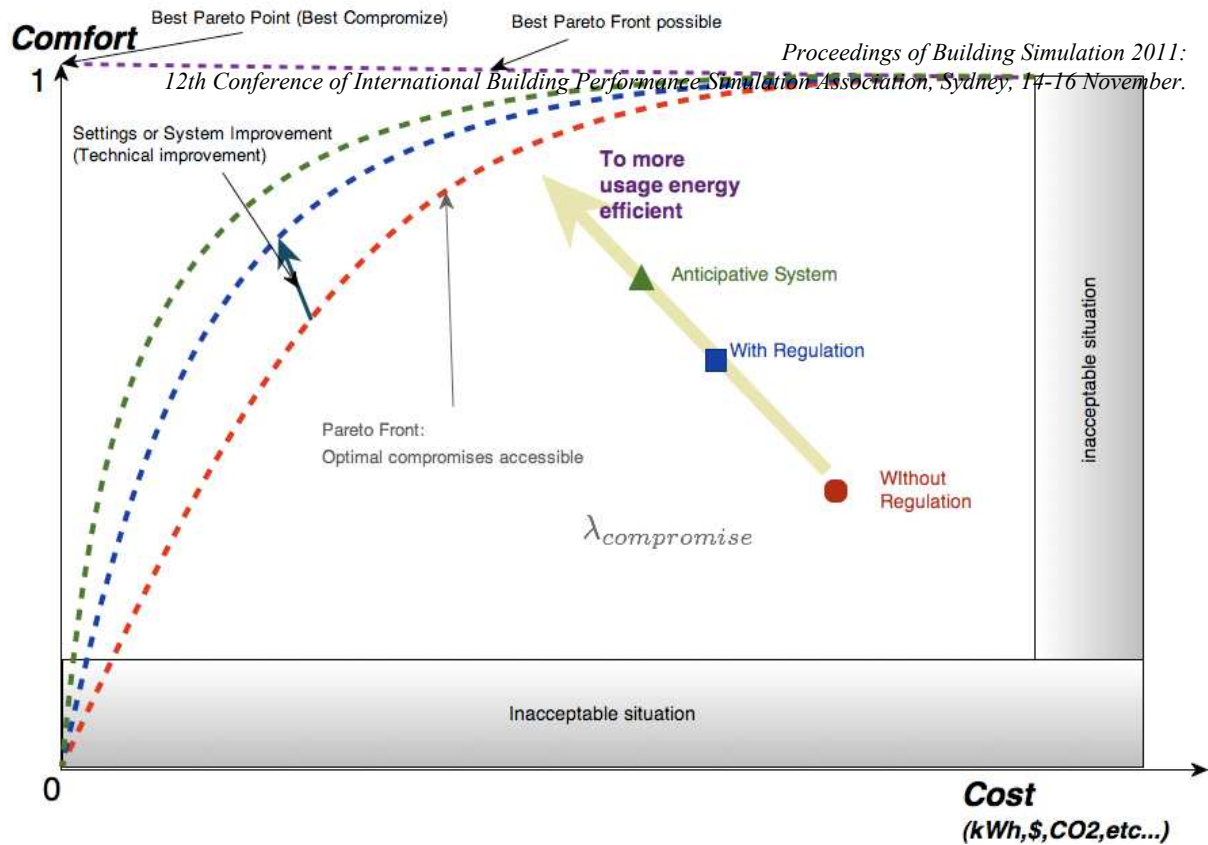 Best Pareto Point (Best Compromize)
Best Pareto Front possible
Comfort
Proceedings of Building Simulation 2011:
12th Conference of International Building Performance Simulation Association, Sydney, 14-16 November.
1
Settings or System Improvement
(Technical improvement)
To more
usage energy
efficient
Anticipative System
With Regulation
inacceptable situation
Pareto Front:
Optimal compromises accessible
WIthout
Regulation
λcompromise
Inacceptable situation
0
Cost
(kWh,$,CO2,etc...)